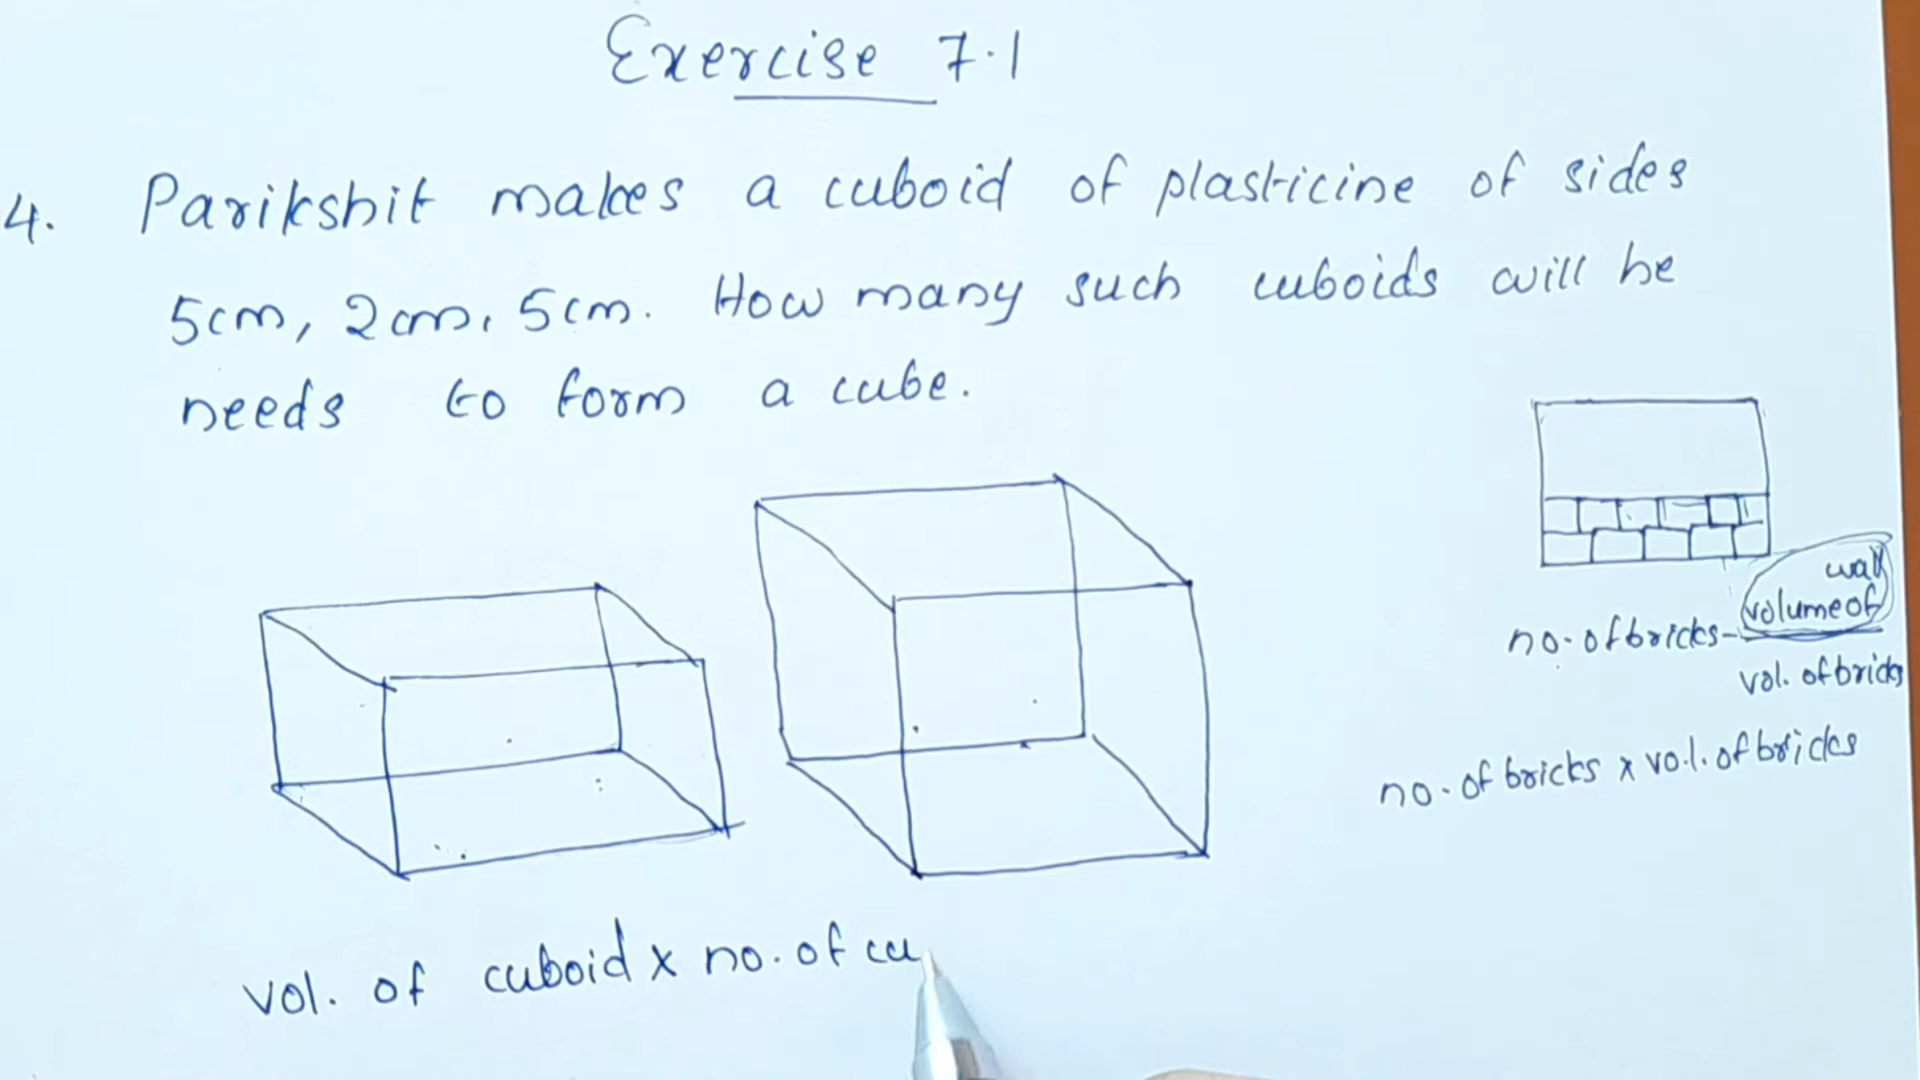 Exercise 7.1
4. Parikshit makes a cuboid of plasticine of sides
5cm, 2cm, 5cm. How many such cuboids will be
needs to form a cube.
wall
no. of bricks - volume of
vol. of bricks
no. of bricks x vol. of bricks
vol. of cuboid x no. of cu